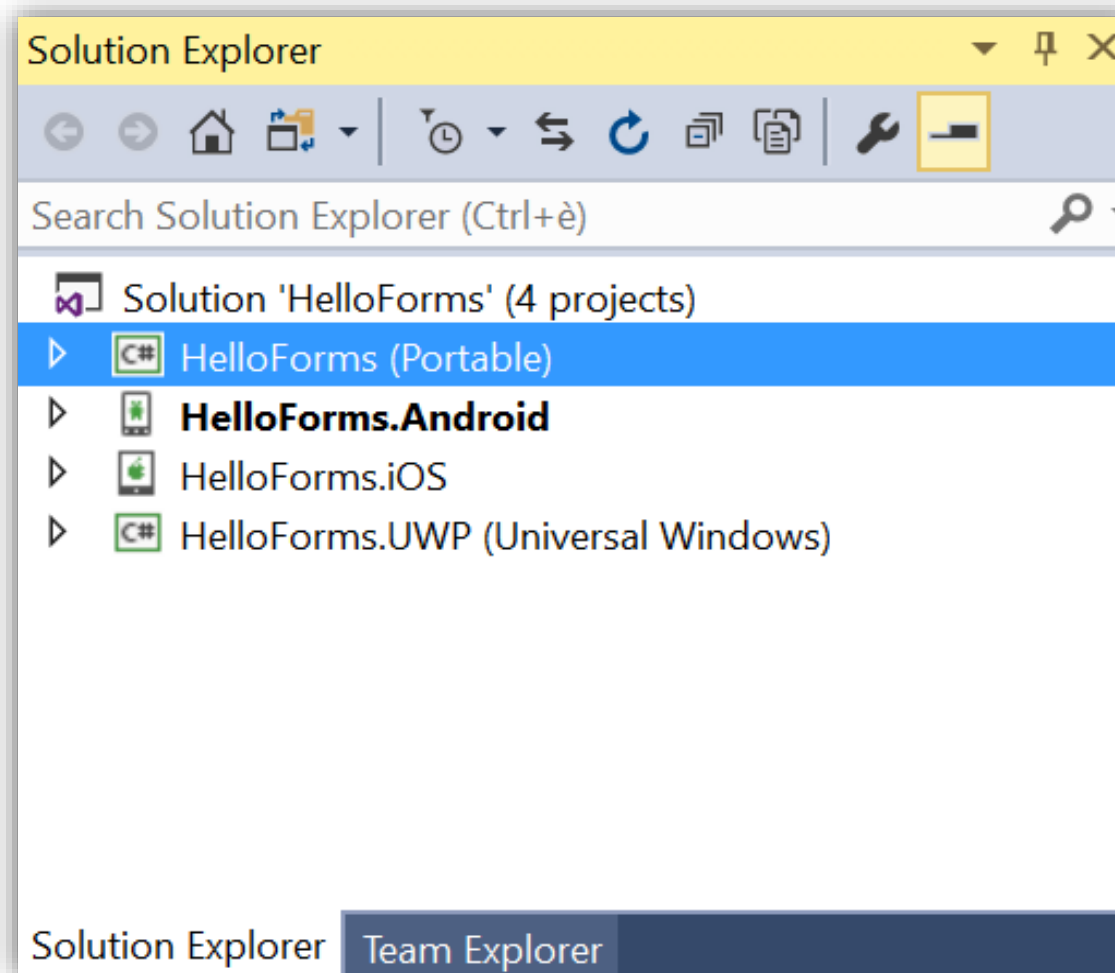 Solution Explorer
Search Solution Explorer (Ctrl+è)
Solution 'HelloForms' (4 projects)
C# HelloForms (Portable)
HelloForms.Android
HelloForms.iOS
C# HelloForms.UWP (Universal Windows)
Solution Explorer Team Explorer